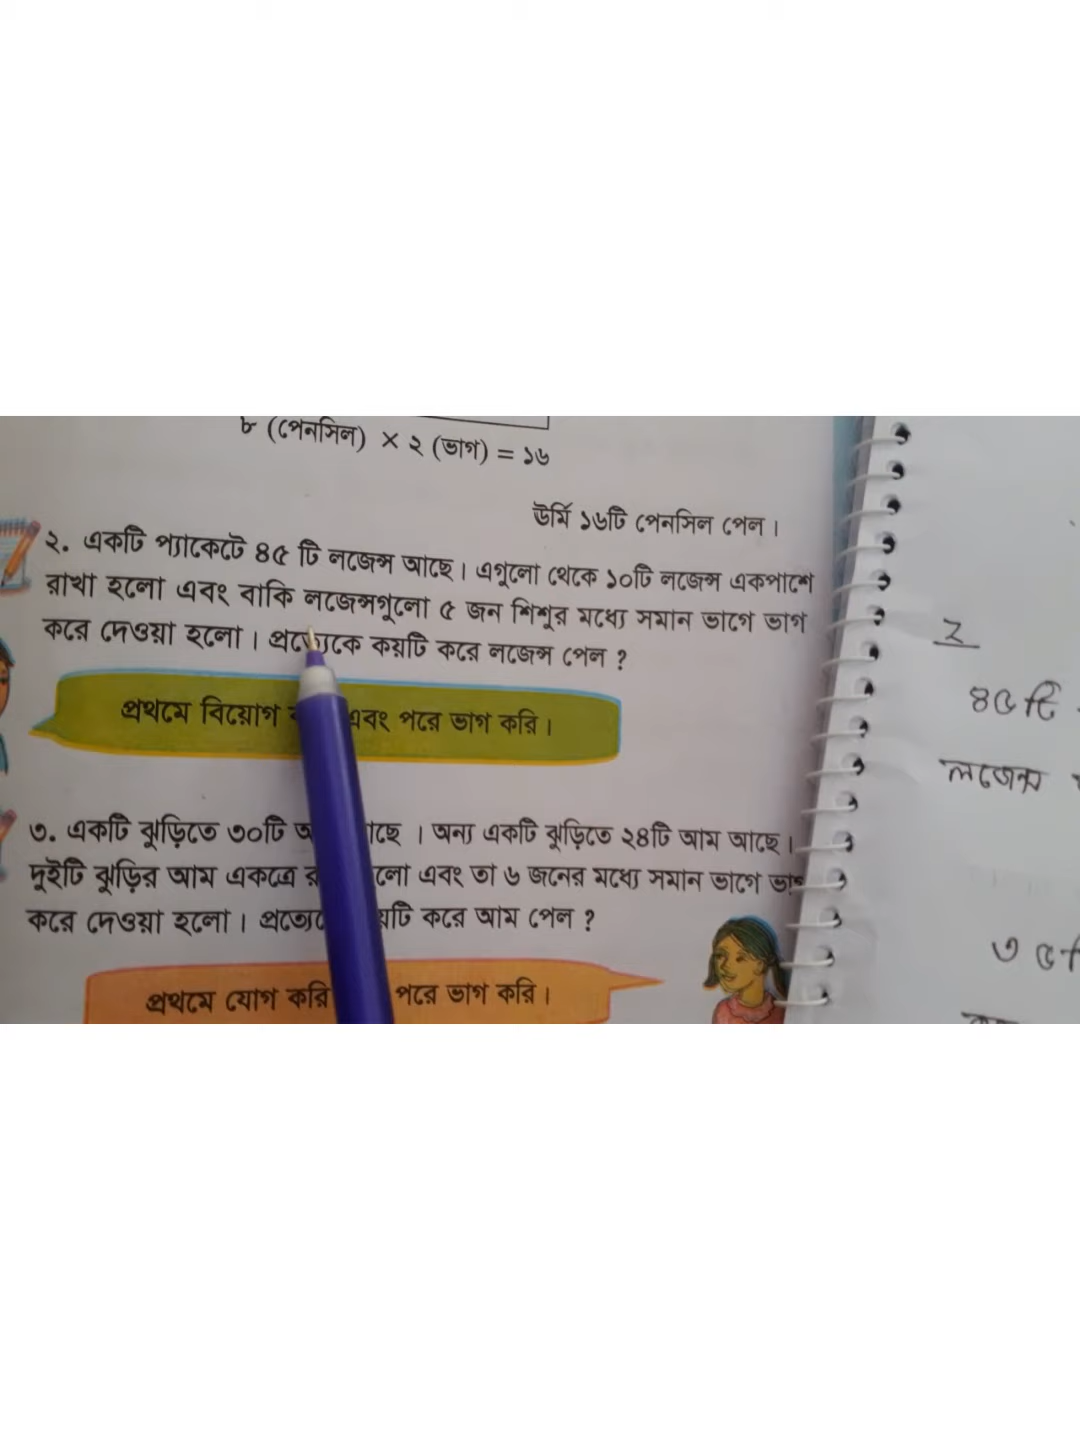 ৮ (পেনসিল) × ২ (ভাগ) = ১৬
ঊর্মি ১৬টি পেনসিল পেল।
২. একটি প্যাকেটে ৪৫ টি লজেন্স আছে। এগুলো থেকে ১০টি লজেন্স একপাশে
রাখা হলো এবং বাকি লজেন্সগুলো ৫ জন শিশুর মধ্যে সমান ভাগে ভাগ
করে দেওয়া হলো। প্রত্যেকে কয়টি করে লজেন্স পেল ?
প্রথমে বিয়োগ এবং পরে ভাগ করি।
৩. একটি ঝুড়িতে ৩০টি আছে। অন্য একটি ঝুড়িতে ২৪টি আম আছে।
দুইটি ঝুড়ির আম একত্রে এবং তা ৬ জনের মধ্যে সমান ভাগে ভাগ
করে দেওয়া হলো। করে আম পেল ?
প্রথমে যোগ করি পরে ভাগ করি।
২
৪৫টি
লজেন্স
৩৫